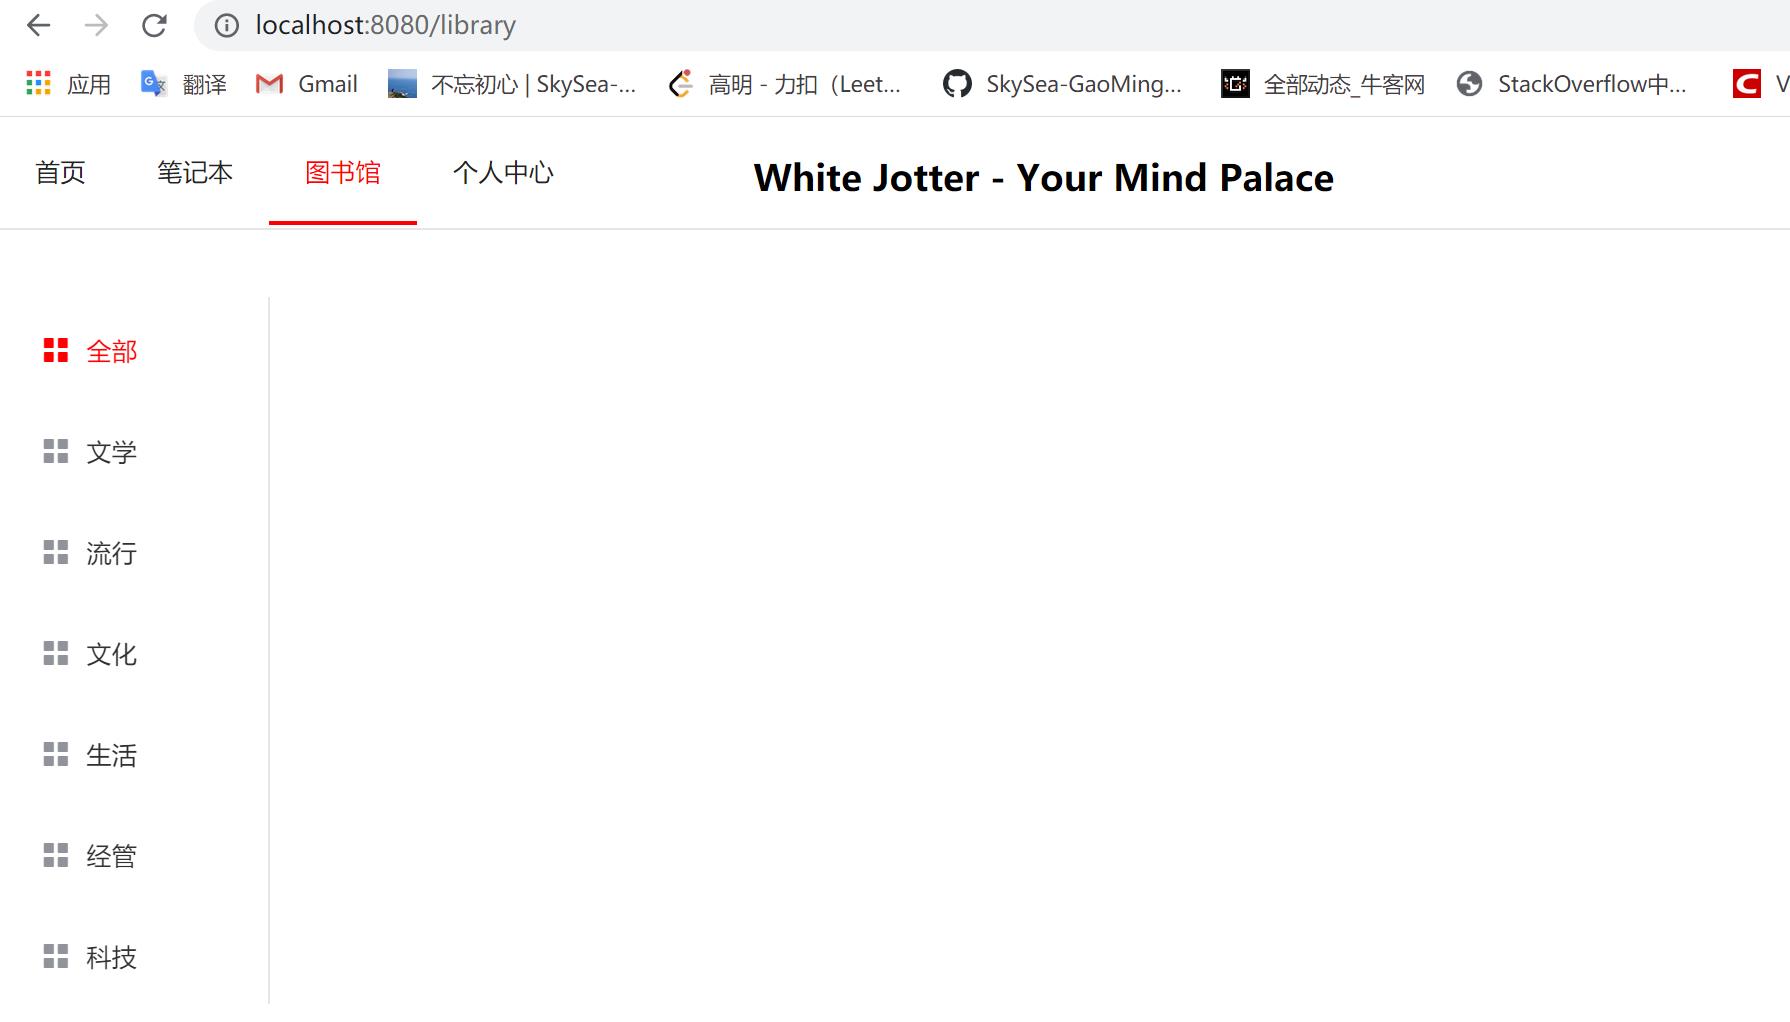 localhost:8080/library
应用 翻译 Gmail 不忘初心 | SkySea-... 高明 - 力扣（Leet... SkySea-GaoMing... 全部动态_牛客网 StackOverflow中... V
首页 笔记本 图书馆 个人中心 White Jotter - Your Mind Palace
全部
文学
流行
文化
生活
经管
科技